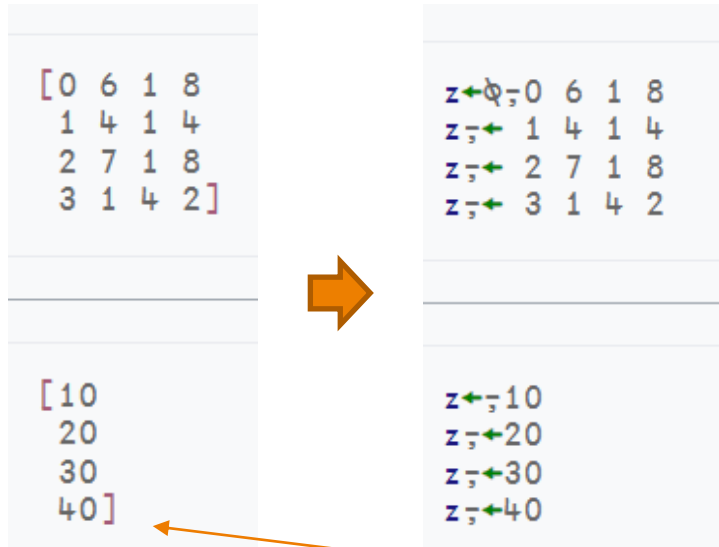 [0 6 1 8
1 4 1 4
2 7 1 8
3 1 4 2]
z←⍉⍪0 6 1 8
z⍪← 1 4 1 4
z⍪← 2 7 1 8
z⍪← 3 1 4 2
[10
20
30
40]
z←⍪10
z⍪←20
z⍪←30
z⍪←40